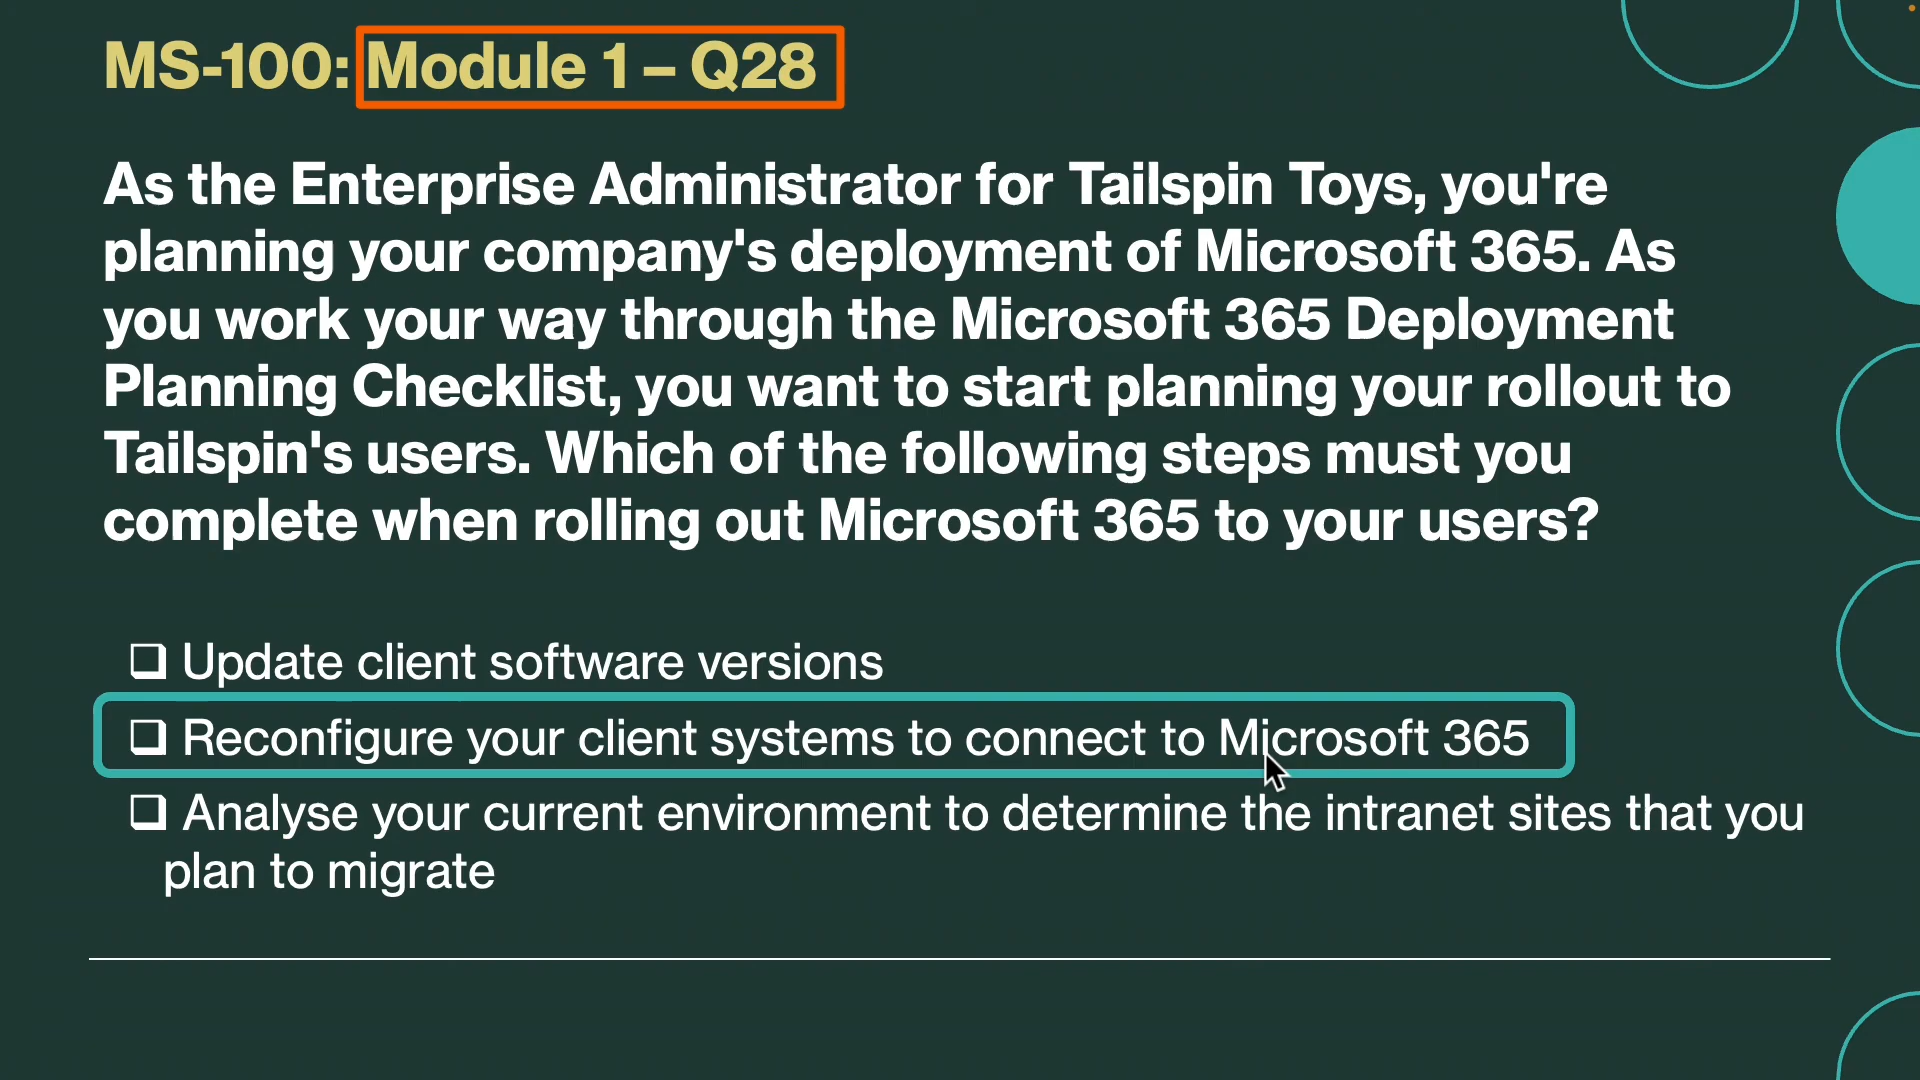 MS-100: Module 1 – Q28
As the Enterprise Administrator for Tailspin Toys, you're
planning your company's deployment of Microsoft 365. As
you work your way through the Microsoft 365 Deployment
Planning Checklist, you want to start planning your rollout to
Tailspin's users. Which of the following steps must you
complete when rolling out Microsoft 365 to your users?
❑ Update client software versions
❑ Reconfigure your client systems to connect to Microsoft 365
❑ Analyse your current environment to determine the intranet sites that you
plan to migrate